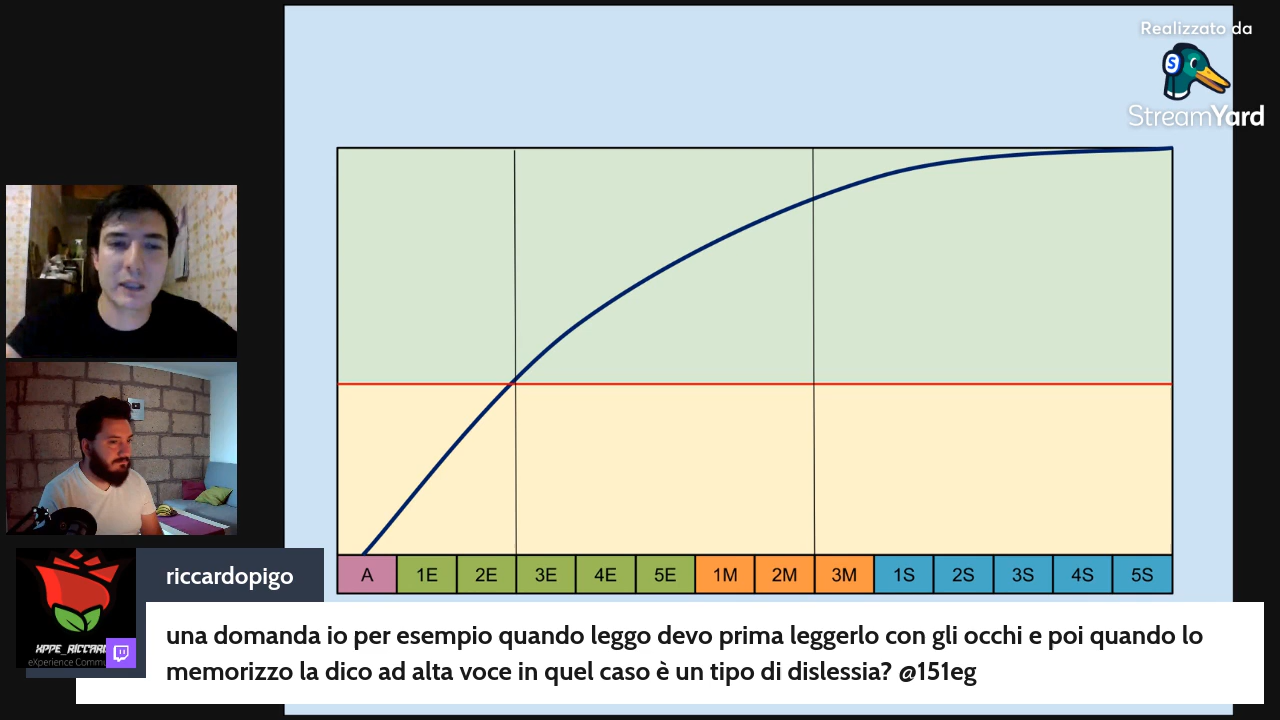 Realizzato da
S
StreamYard
A 1E 2E 3E 4E 5E 1M 2M 3M 1S 2S 3S 4S 5S
riccardopigo
eXperience Commu
una domanda io per esempio quando leggo devo prima leggerlo con gli occhi e poi quando lo
memorizzo la dico ad alta voce in quel caso è un tipo di dislessia? @151eg